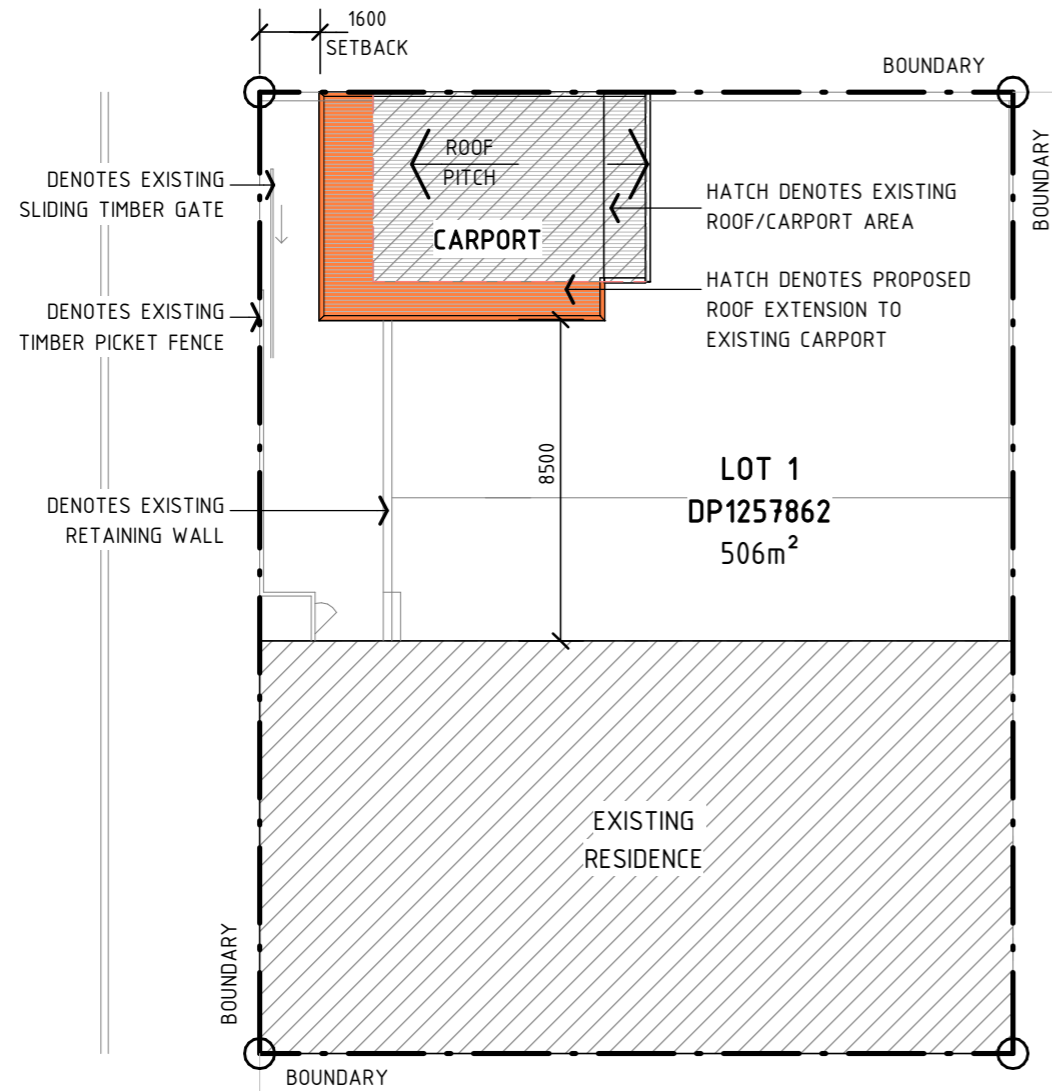 1600
SETBACK
BOUNDARY
ROOF
PITCH
CARPORT
DENOTES EXISTING
SLIDING TIMBER GATE
HATCH DENOTES EXISTING
ROOF/CARPORT AREA
BOUNDARY
HATCH DENOTES PROPOSED
ROOF EXTENSION TO
EXISTING CARPORT
DENOTES EXISTING
TIMBER PICKET FENCE
8500
LOT 1
DP1257862
506m²
DENOTES EXISTING
RETAINING WALL
EXISTING
RESIDENCE
BOUNDARY
BOUNDARY